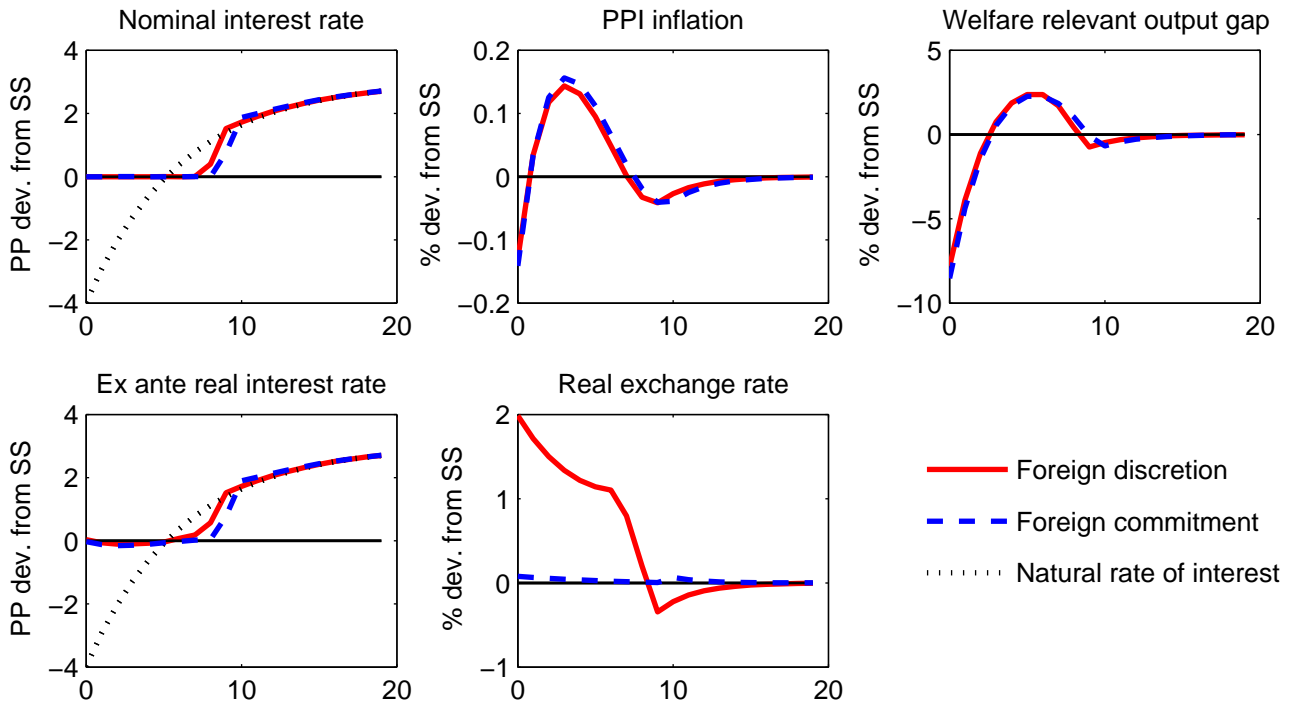 Nominal interest rate
PP dev. from SS
4
2
0
−2
−4
0
10
20
PPI inflation
% dev. from SS
0.2
0.1
0
−0.1
−0.2
0
10
20
Welfare relevant output gap
% dev. from SS
5
0
−5
−10
0
10
20
Ex ante real interest rate
PP dev. from SS
4
2
0
−2
−4
0
10
20
Real exchange rate
% dev. from SS
2
1
0
−1
0
10
20
Foreign discretion
Foreign commitment
Natural rate of interest